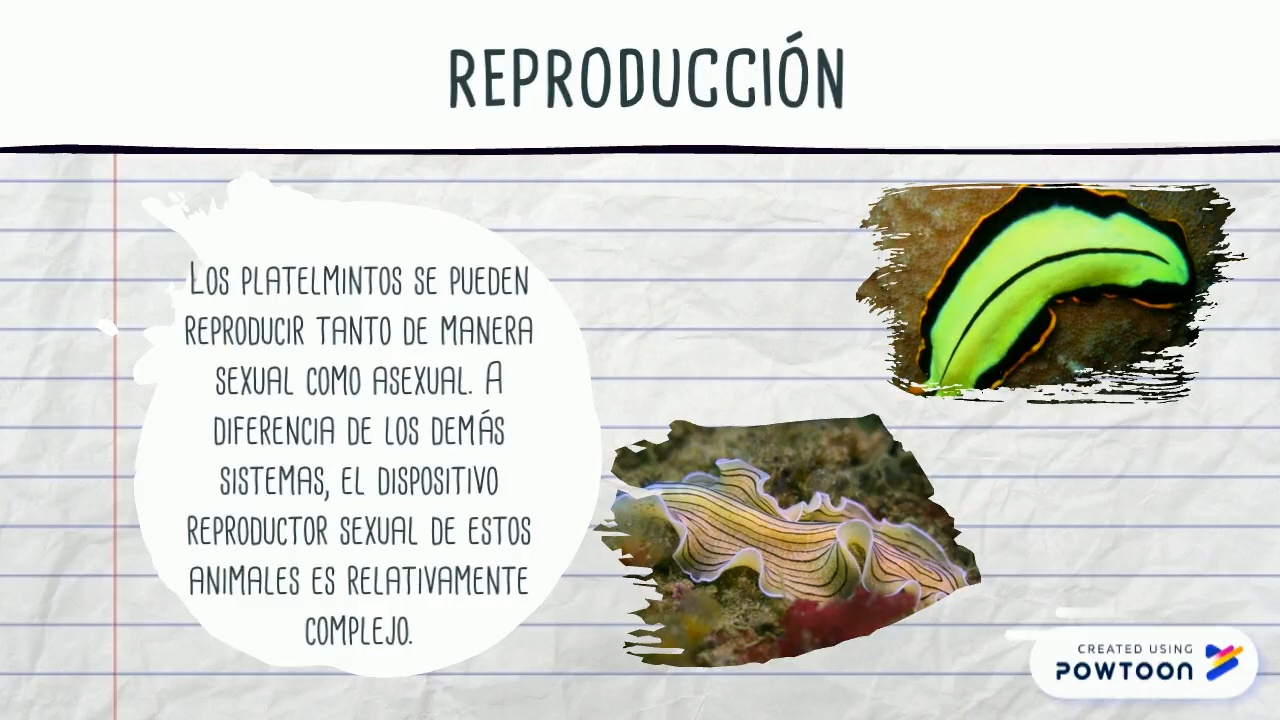 REPRODUCCIÓN
LOS PLATELMINTOS SE PUEDEN
REPRODUCIR TANTO DE MANERA
SEXUAL COMO ASEXUAL. A
DIFERENCIA DE LOS DEMÁS
SISTEMAS, EL DISPOSITIVO
REPRODUCTOR SEXUAL DE ESTOS
ANIMALES ES RELATIVAMENTE
COMPLEJO.
CREATED USING
POWTOON